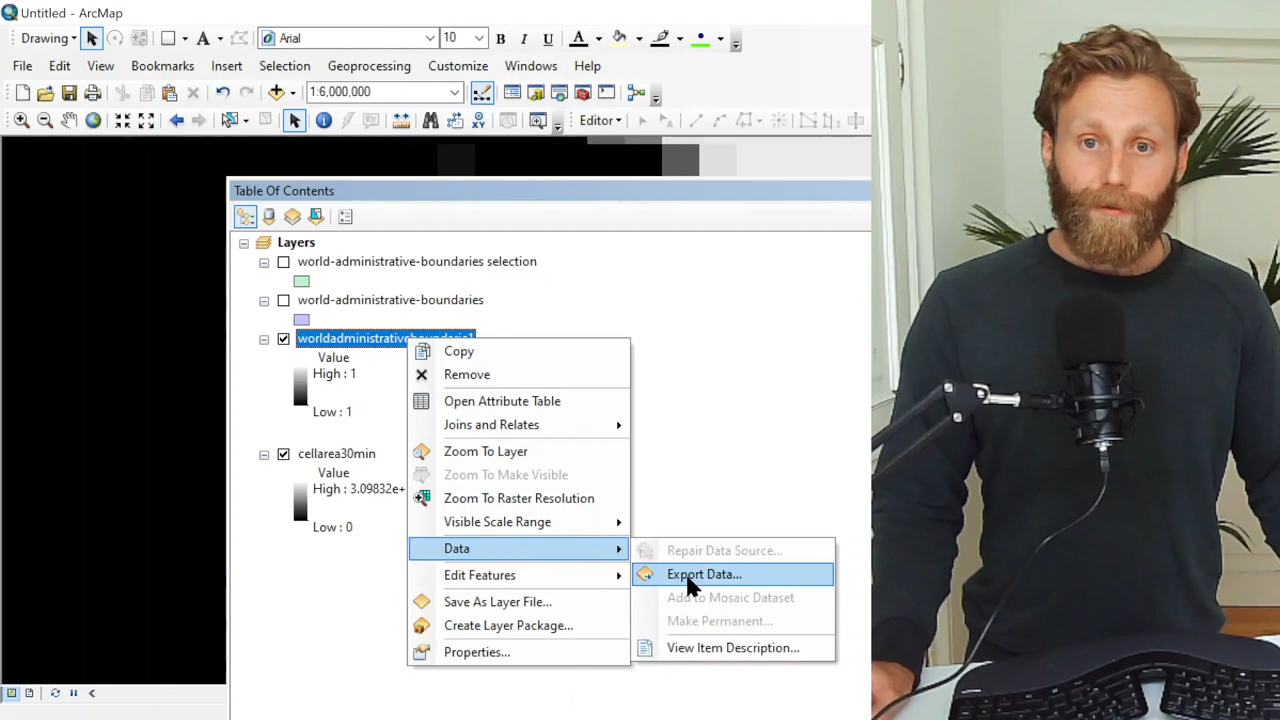 Untitled - ArcMap
Drawing
Arial
10
B I U A
File Edit View Bookmarks Insert Selection Geoprocessing Customize Windows Help
1:6,000,000
Editor
Table Of Contents
Layers
world-administrative-boundaries selection
world-administrative-boundaries
Value
High : 1
Low : 1
cellarea30min
Value
High : 3.09832e+
Low : 0
Copy
Remove
Open Attribute Table
Joins and Relates
Zoom To Layer
Zoom To Make Visible
Zoom To Raster Resolution
Visible Scale Range
Data
Edit Features
Save As Layer File...
Create Layer Package...
Properties...
Repair Data Source...
Export Data...
Add to Mosaic Dataset
Make Permanent...
View Item Description...